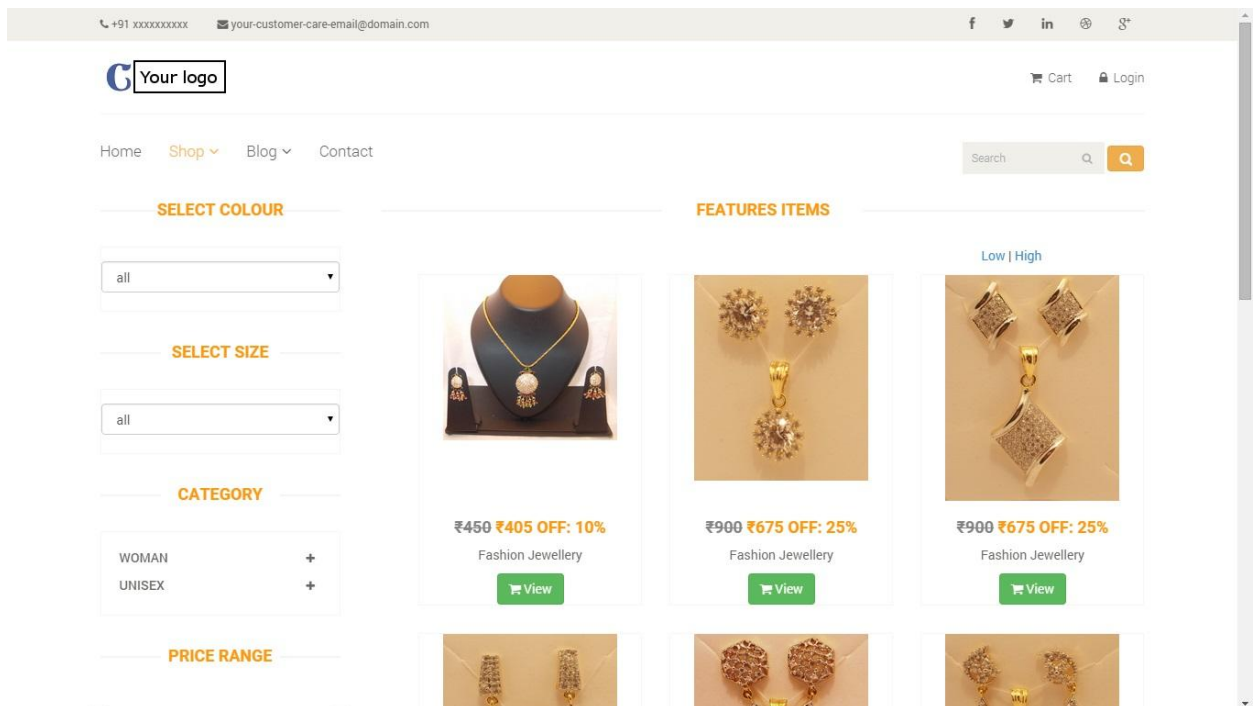 +91 xxxxxxxxxx your-customer-care-email@domain.com
C Your logo
Cart Login
Home Shop Blog Contact
Search
SELECT COLOUR
all
SELECT SIZE
all
CATEGORY
WOMAN
UNISEX
PRICE RANGE
FEATURES ITEMS
Low | High
₹450 ₹405 OFF: 10%
Fashion Jewellery
View
₹900 ₹675 OFF: 25%
Fashion Jewellery
View
₹900 ₹675 OFF: 25%
Fashion Jewellery
View